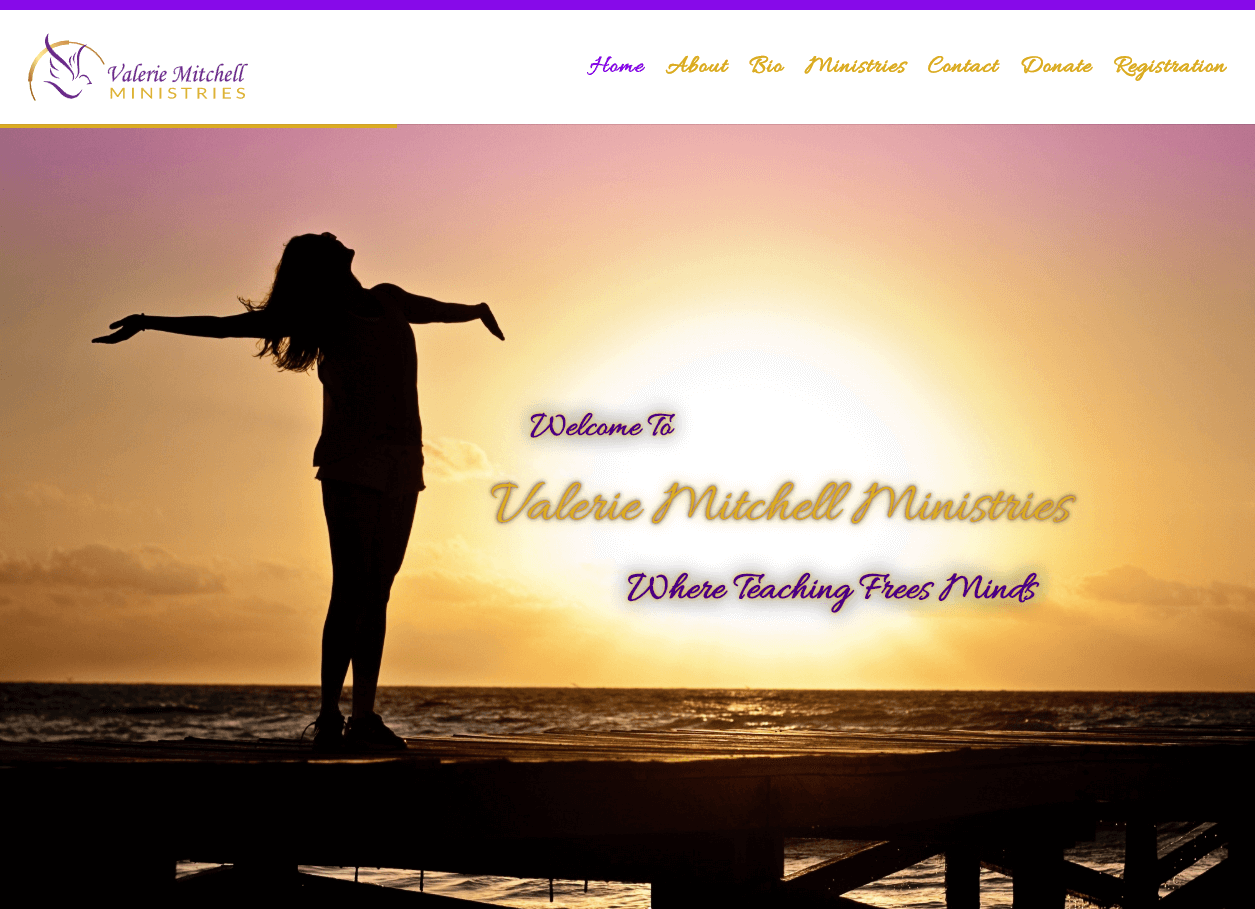 Valerie Mitchell
MINISTRIES
Home About Bio Ministries Contact Donate Registration
Welcome To
Valerie Mitchell Ministries
Where Teaching Frees Minds